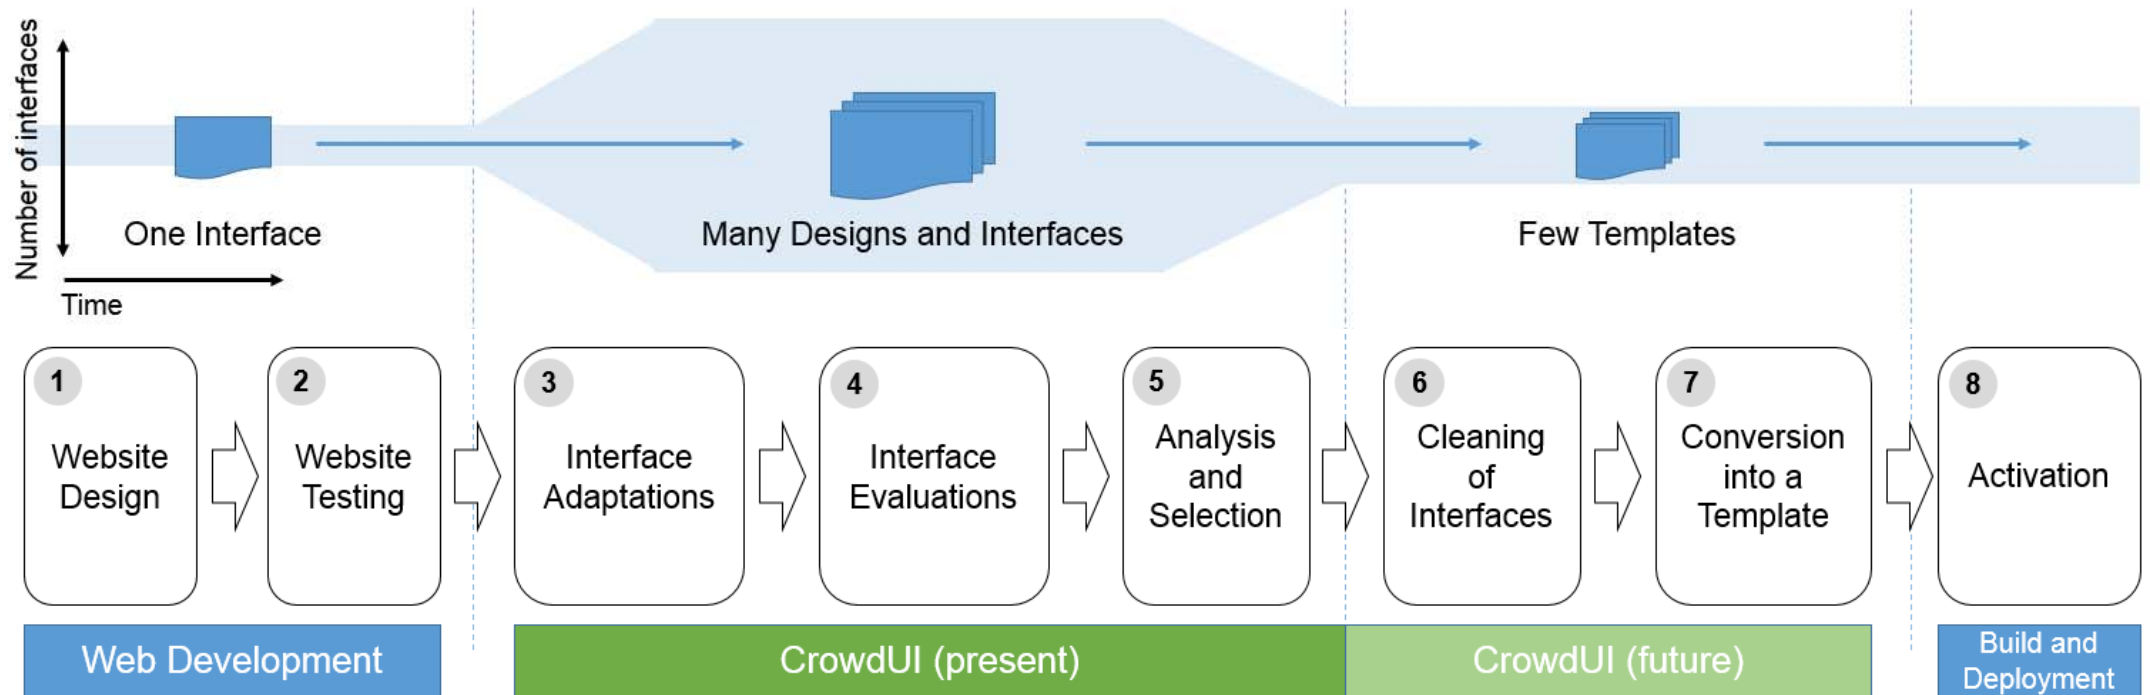 Number of interfaces
One Interface
Many Designs and Interfaces
Few Templates
Time
1
Website
Design
2
Website
Testing
3
Interface
Adaptations
4
Interface
Evaluations
5
Analysis
and
Selection
6
Cleaning
of
Interfaces
7
Conversion
into a
Template
8
Activation
Web Development
CrowdUI (present)
CrowdUI (future)
Build and
Deployment